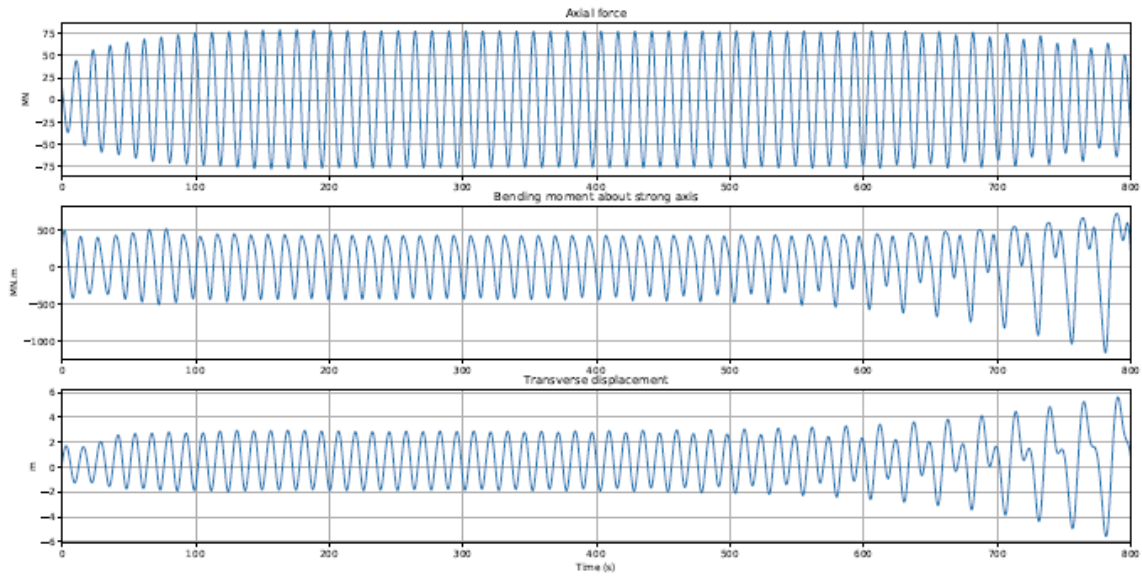 Axial force
75
50
25
0
−25
−50
−75
MN
0 100 200 300 400 500 600 700 800
Bending moment about strong axis
500
0
−500
−1000
MN.m
0 100 200 300 400 500 600 700 800
Transverse displacement
6
4
2
0
−2
−4
−6
m
0 100 200 300 400 500 600 700 800
Time (s)